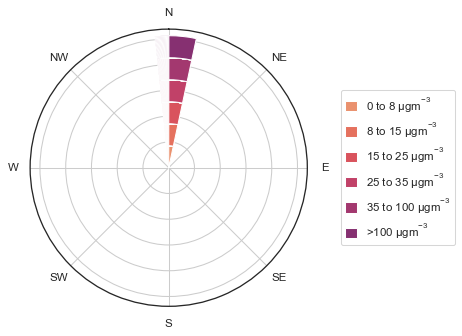 N
NW
NE
W
E
SW
SE
S
0 to 8 μgm⁻³
8 to 15 μgm⁻³
15 to 25 μgm⁻³
25 to 35 μgm⁻³
35 to 100 μgm⁻³
>100 μgm⁻³